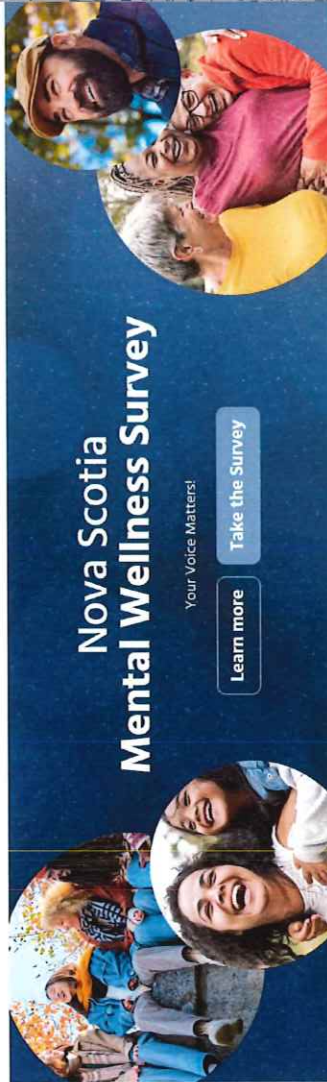 Nova Scotia
Mental Wellness Survey
Your Voice Matters!
Learn more
Take the Survey